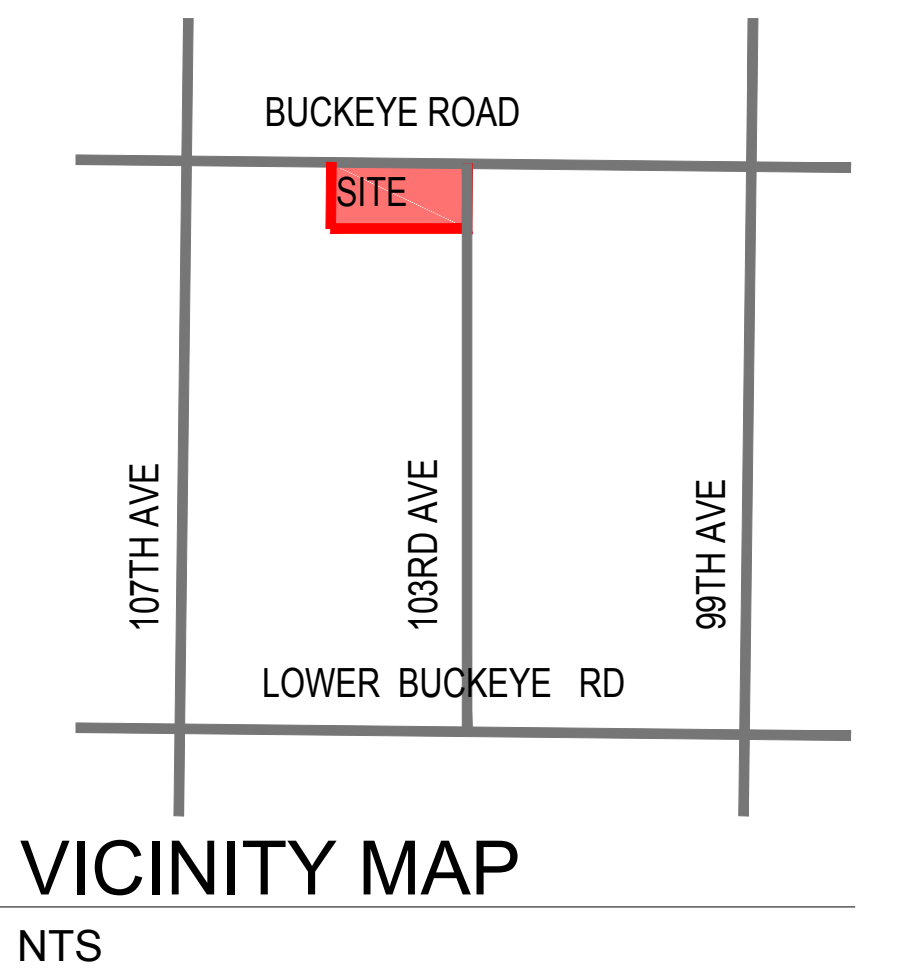 BUCKEYE ROAD
SITE
107TH AVE
103RD AVE
99TH AVE
LOWER BUCKEYE RD
VICINITY MAP
NTS